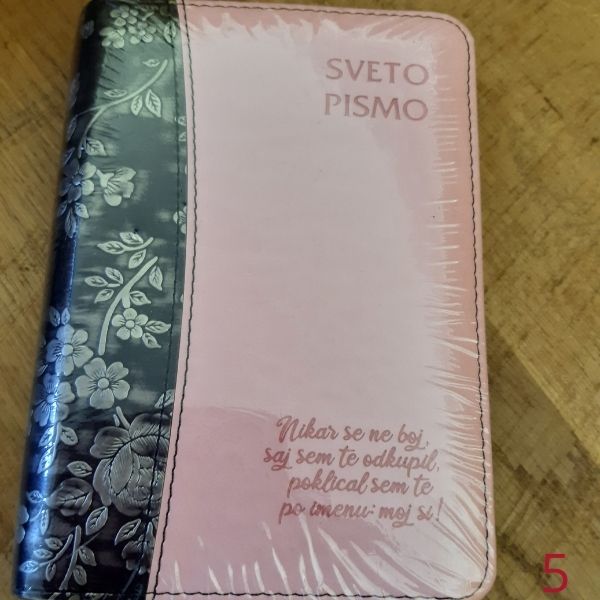 SVETO
PISMO
Nikar se ne boj,
saj sem te odkupil,
poklical sem te
po imenu: moj si!
5